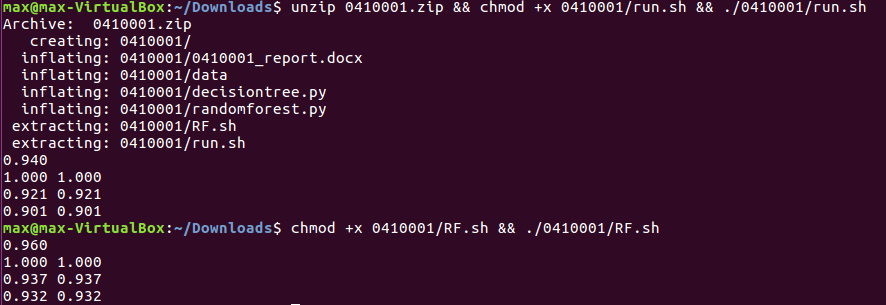 max@max-VirtualBox:~/Downloads$ unzip 0410001.zip && chmod +x 0410001/run.sh && ./0410001/run.sh
Archive:  0410001.zip
   creating: 0410001/
  inflating: 0410001/0410001_report.docx
  inflating: 0410001/data
  inflating: 0410001/decisiontree.py
  inflating: 0410001/randomforest.py
 extracting: 0410001/RF.sh
 extracting: 0410001/run.sh
0.940
1.000 1.000
0.921 0.921
0.901 0.901
max@max-VirtualBox:~/Downloads$ chmod +x 0410001/RF.sh && ./0410001/RF.sh
0.960
1.000 1.000
0.937 0.937
0.932 0.932